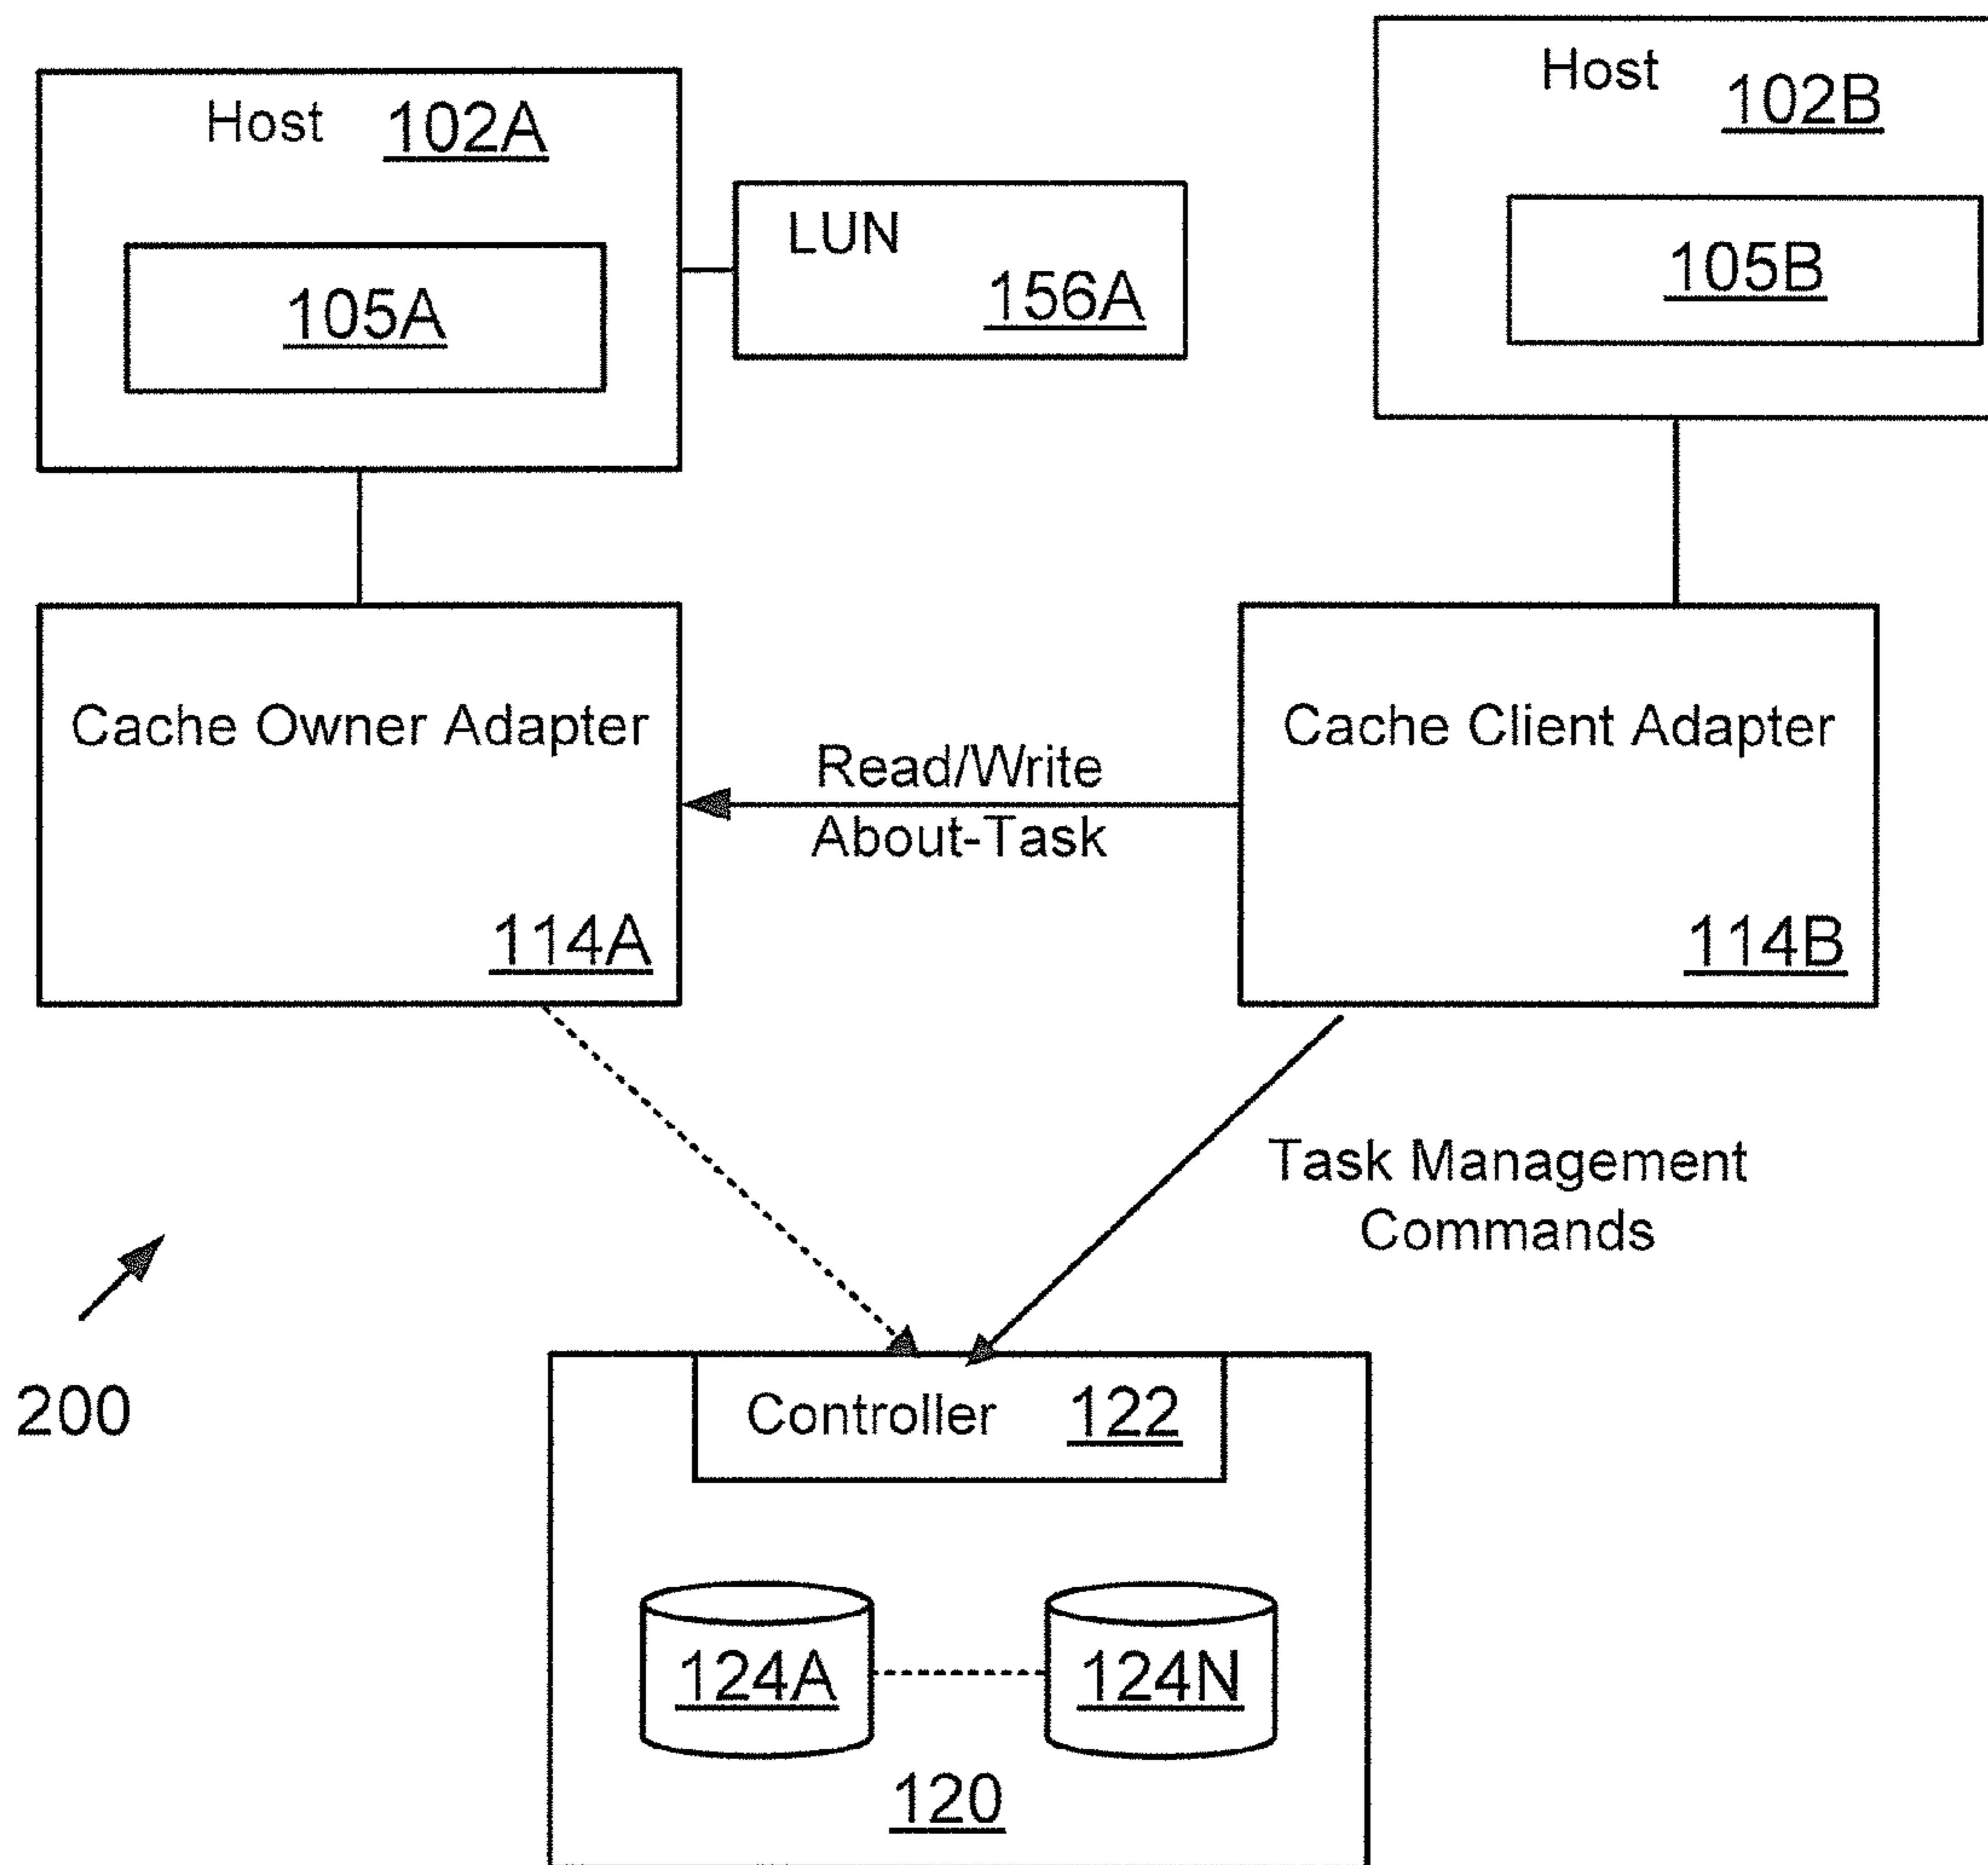 Host 102A
Host 102B
LUN
156A
105A
105B
Cache Owner Adapter
114A
Read/Write
About-Task
Cache Client Adapter
114B
Task Management
Commands
200
Controller 122
124A
124N
120